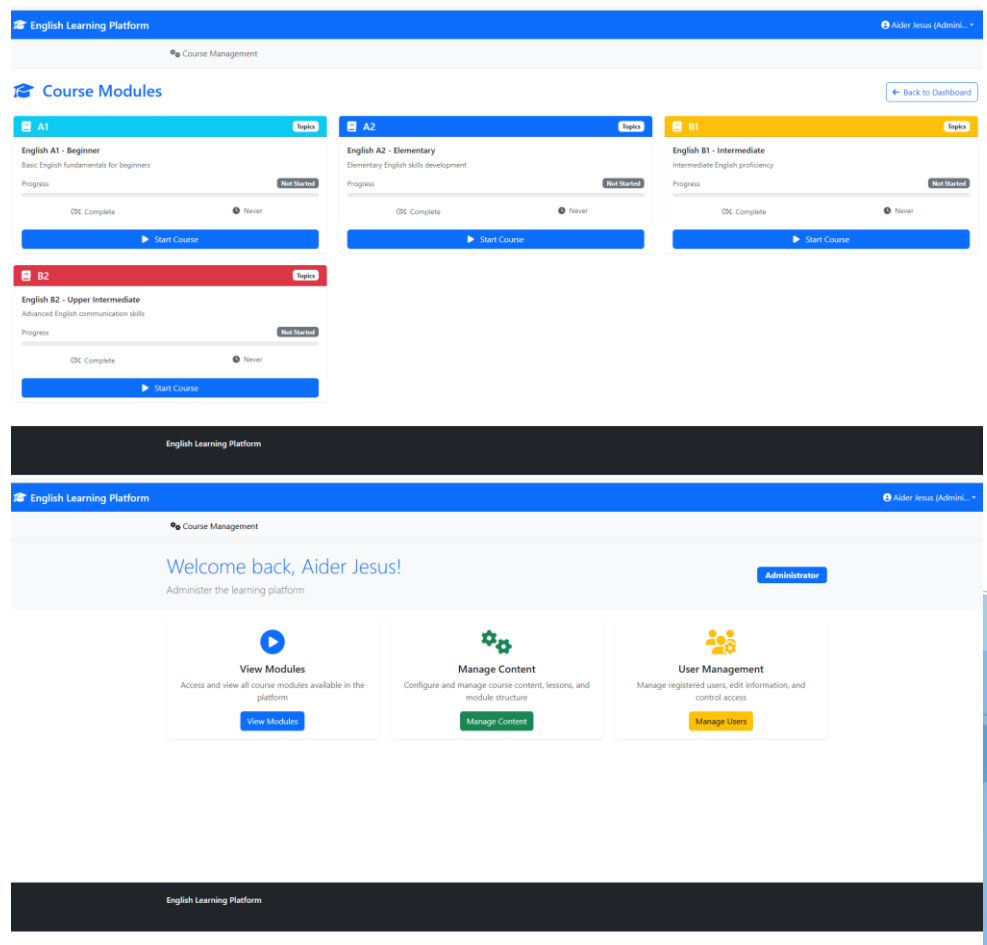 English Learning Platform
Aider Jesus (Admini...
Course Management
Course Modules
Back to Dashboard
A1 Topics
English A1 - Beginner
Basic English fundamentals for beginners
Progress Not Started
0% Complete Never
Start Course
A2 Topics
English A2 - Elementary
Elementary English skills development
Progress Not Started
0% Complete Never
Start Course
B1 Topics
English B1 - Intermediate
Intermediate English proficiency
Progress Not Started
0% Complete Never
Start Course
B2 Topics
English B2 - Upper Intermediate
Advanced English communication skills
Progress Not Started
0% Complete Never
Start Course
English Learning Platform
English Learning Platform
Aider Jesus (Admini...
Course Management
Welcome back, Aider Jesus!
Administer the learning platform
Administrator
View Modules
Access and view all course modules available in the
platform
View Modules
Manage Content
Configure and manage course content, lessons, and
module structure
Manage Content
User Management
Manage registered users, edit information, and
control access
Manage Users
English Learning Platform